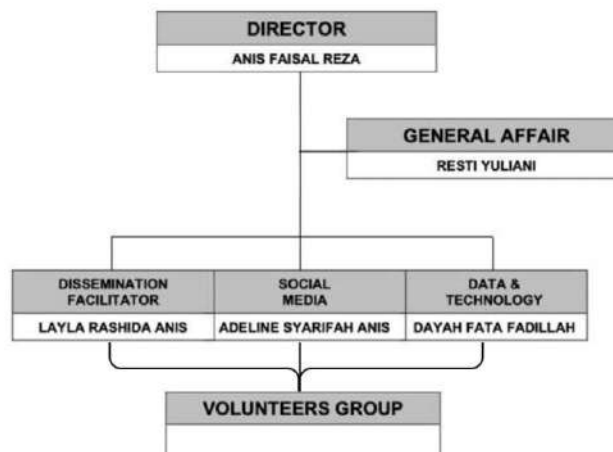 DIRECTOR
ANIS FAISAL REZA
GENERAL AFFAIR
RESTI YULIANI
DISSEMINATION
FACILITATOR
LAYLA RASHIDA ANIS
SOCIAL
MEDIA
ADELINE SYARIFAH ANIS
DATA &
TECHNOLOGY
DAYAH FATA FADILLAH
VOLUNTEERS GROUP